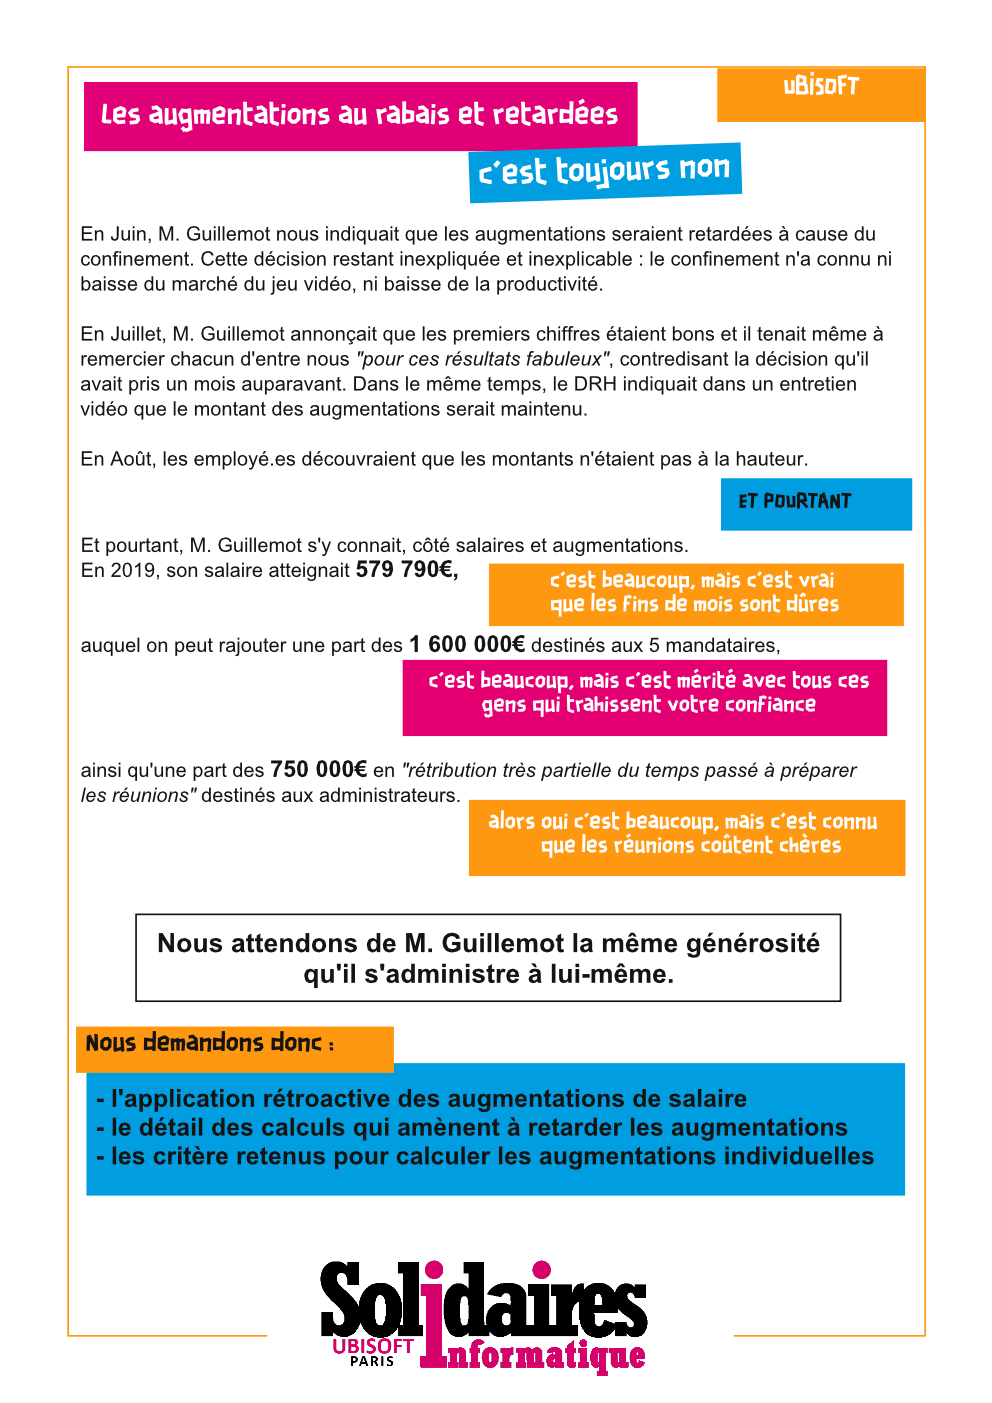 uBisoFT
Les augmentations au rabais et retardées
c'est toujours non
En Juin, M. Guillemot nous indiquait que les augmentations seraient retardées à cause du
confinement. Cette décision restant inexpliquée et inexplicable : le confinement n'a connu ni
baisse du marché du jeu vidéo, ni baisse de la productivité.
En Juillet, M. Guillemot annonçait que les premiers chiffres étaient bons et il tenait même à
remercier chacun d'entre nous "pour ces résultats fabuleux", contredisant la décision qu'il
avait pris un mois auparavant. Dans le même temps, le DRH indiquait dans un entretien
vidéo que le montant des augmentations serait maintenu.
En Août, les employé.es découvraient que les montants n'étaient pas à la hauteur.
ET POURTANT
Et pourtant, M. Guillemot s'y connait, côté salaires et augmentations.
En 2019, son salaire atteignait 579 790€,
c'est beaucoup, mais c'est vrai
que les fins de mois sont dûres
auquel on peut rajouter une part des 1 600 000€ destinés aux 5 mandataires,
c'est beaucoup, mais c'est mérité avec tous ces
gens qui trahissent votre confiance
ainsi qu'une part des 750 000€ en "rétribution très partielle du temps passé à préparer
les réunions" destinés aux administrateurs.
alors oui c'est beaucoup, mais c'est connu
que les réunions coûtent chères
Nous attendons de M. Guillemot la même générosité
qu'il s'administre à lui-même.
Nous demandons donc :
- l'application rétroactive des augmentations de salaire
- le détail des calculs qui amènent à retarder les augmentations
- les critère retenus pour calculer les augmentations individuelles
Solidaires
Informatique
UBISOFT
PARIS